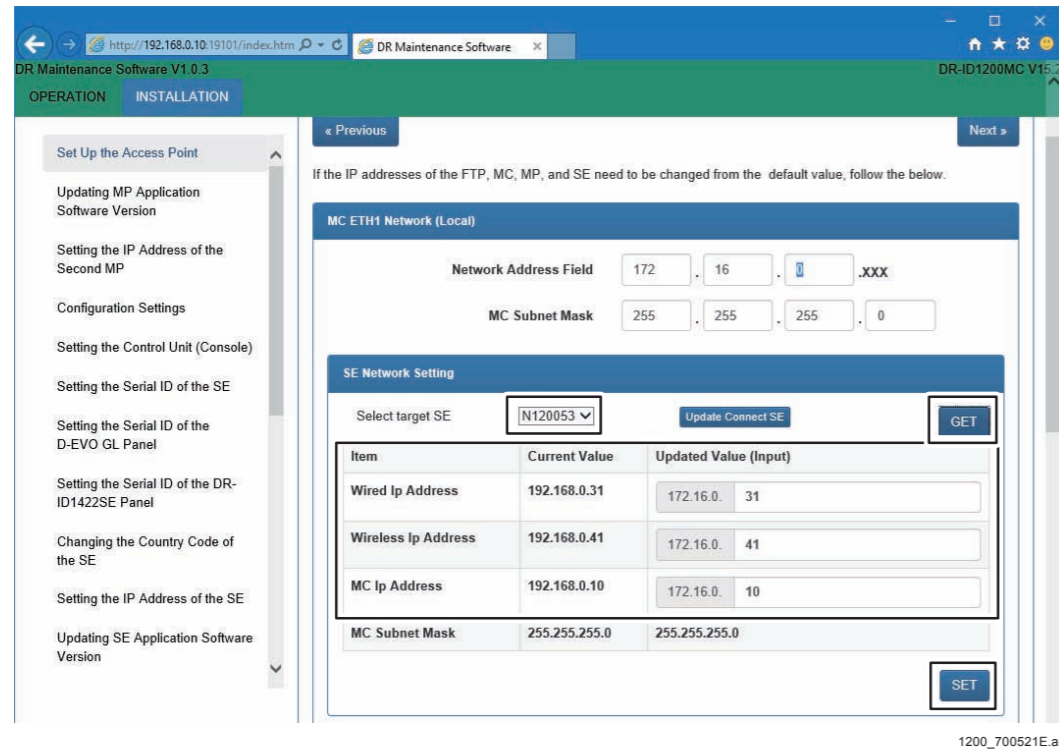 http://192.168.0.10:19101/index.htm
DR Maintenance Software
DR Maintenance Software V1.0.3
DR-ID1200MC V15.2
OPERATION
INSTALLATION
« Previous
Next »
Set Up the Access Point
Updating MP Application
Software Version
Setting the IP Address of the
Second MP
Configuration Settings
Setting the Control Unit (Console)
Setting the Serial ID of the SE
Setting the Serial ID of the
D-EVO GL Panel
Setting the Serial ID of the DR-
ID1422SE Panel
Changing the Country Code of
the SE
Setting the IP Address of the SE
Updating SE Application Software
Version
If the IP addresses of the FTP, MC, MP, and SE need to be changed from the default value, follow the below.
MC ETH1 Network (Local)
Network Address Field 172 . 16 . 0 .xxx
MC Subnet Mask 255 . 255 . 255 . 0
SE Network Setting
Select target SE N120053 Update Connect SE GET
Item Current Value Updated Value (Input)
Wired Ip Address 192.168.0.31 172.16.0. 31
Wireless Ip Address 192.168.0.41 172.16.0. 41
MC Ip Address 192.168.0.10 172.16.0. 10
MC Subnet Mask 255.255.255.0 255.255.255.0
SET
1200_700521E.a